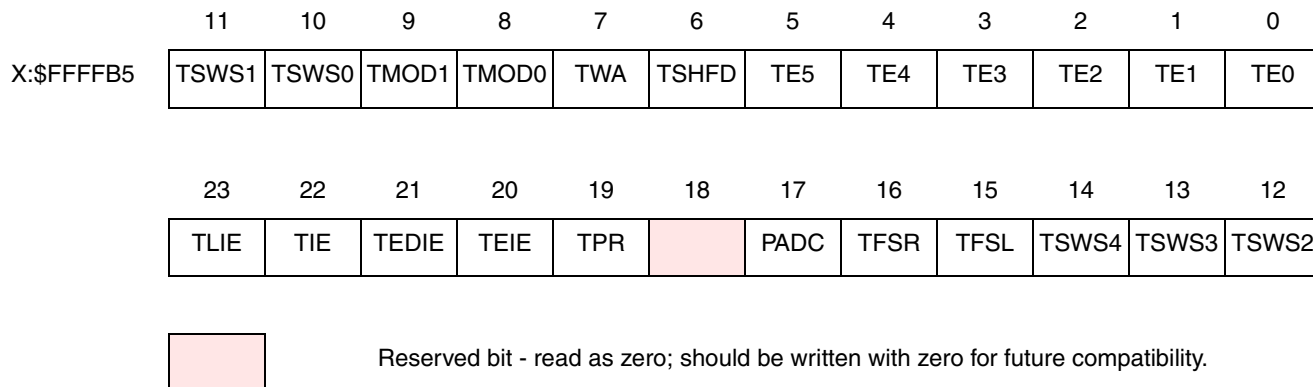 11 10 9 8 7 6 5 4 3 2 1 0
X:$FFFFB5 TSWS1 TSWS0 TMOD1 TMOD0 TWA TSHFD TE5 TE4 TE3 TE2 TE1 TE0
23 22 21 20 19 18 17 16 15 14 13 12
TLIE TIE TEDIE TEIE TPR PADC TFSR TFSL TSWS4 TSWS3 TSWS2
Reserved bit - read as zero; should be written with zero for future compatibility.